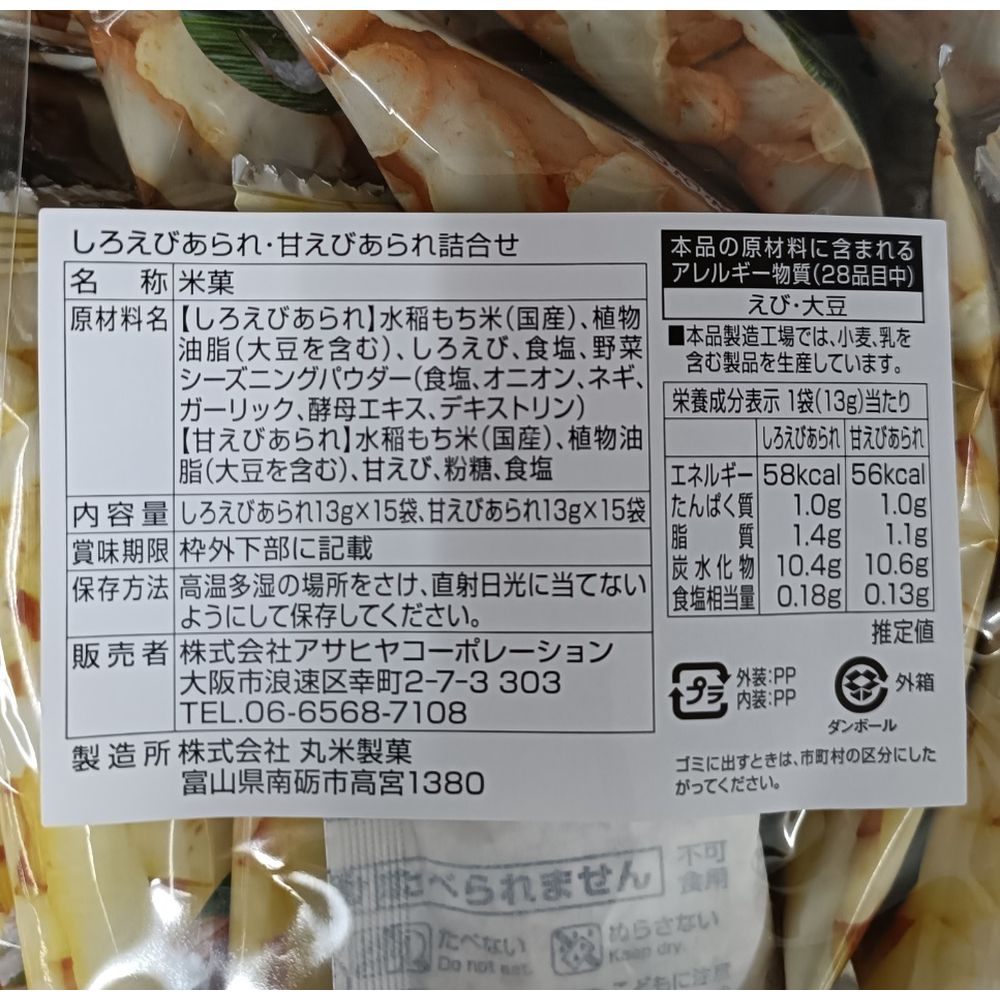 しろえびあられ・甘えびあられ詰合せ
名称 米菓
原材料名 【しろえびあられ】水稲もち米(国産)、植物
油脂(大豆を含む)、しろえび、食塩、野菜
シーズニングパウダー(食塩、オニオン、ネギ、
ガーリック、酵母エキス、デキストリン)
【甘えびあられ】水稲もち米(国産)、植物油
脂(大豆を含む)、甘えび、粉糖、食塩
内容量 しろえびあられ13g×15袋、甘えびあられ13g×15袋
賞味期限 枠外下部に記載
保存方法 高温多湿の場所をさけ、直射日光に当てない
ようにして保存してください。
販売者 株式会社アサヒヤコーポレーション
大阪市浪速区幸町2-7-3 303
TEL.06-6568-7108
製造所 株式会社 丸米製菓
富山県南砺市高宮1380
本品の原材料に含まれる
アレルギー物質(28品目中)
えび・大豆
■本品製造工場では、小麦、乳を
含む製品を生産しています。
栄養成分表示 1袋(13g)当たり
しろえびあられ 甘えびあられ
エネルギー 58kcal 56kcal
たんぱく質 1.0g 1.0g
脂質 1.4g 1.1g
炭水化物 10.4g 10.6g
食塩相当量 0.18g 0.13g
推定値
プラ 外装:PP
内装:PP
ダンボール 外箱
ゴミに出すときは、市町村の区分にした
がってください。
べられません 不可
食用
たべない ぬらさない
Do not eat. Keep dry.
こどもに注意